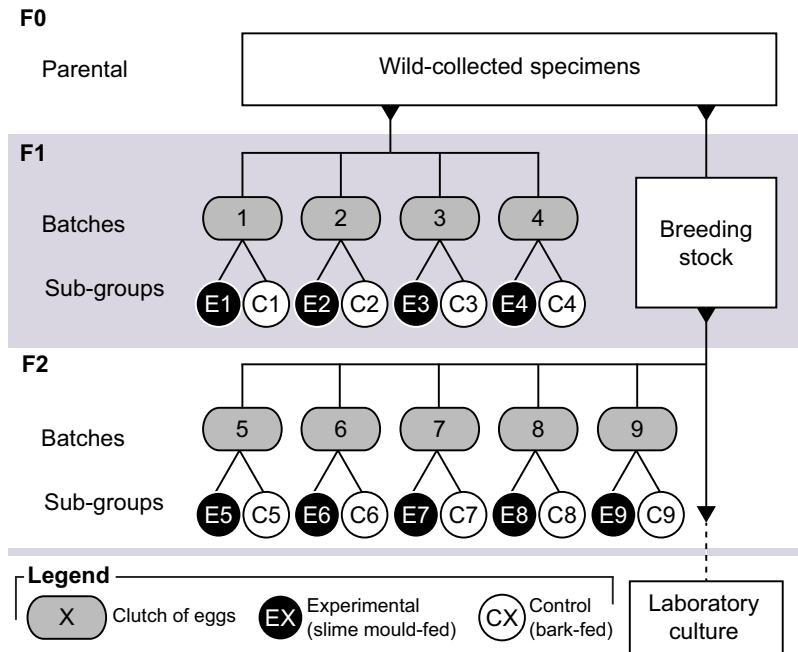 F0
Parental
Wild-collected specimens
F1
Batches
1 2 3 4
Breeding
stock
Sub-groups
E1 C1 E2 C2 E3 C3 E4 C4
F2
Batches
5 6 7 8 9
Sub-groups
E5 C5 E6 C6 E7 C7 E8 C8 E9 C9
Legend
X Clutch of eggs
EX Experimental
(slime mould-fed)
CX Control
(bark-fed)
Laboratory
culture